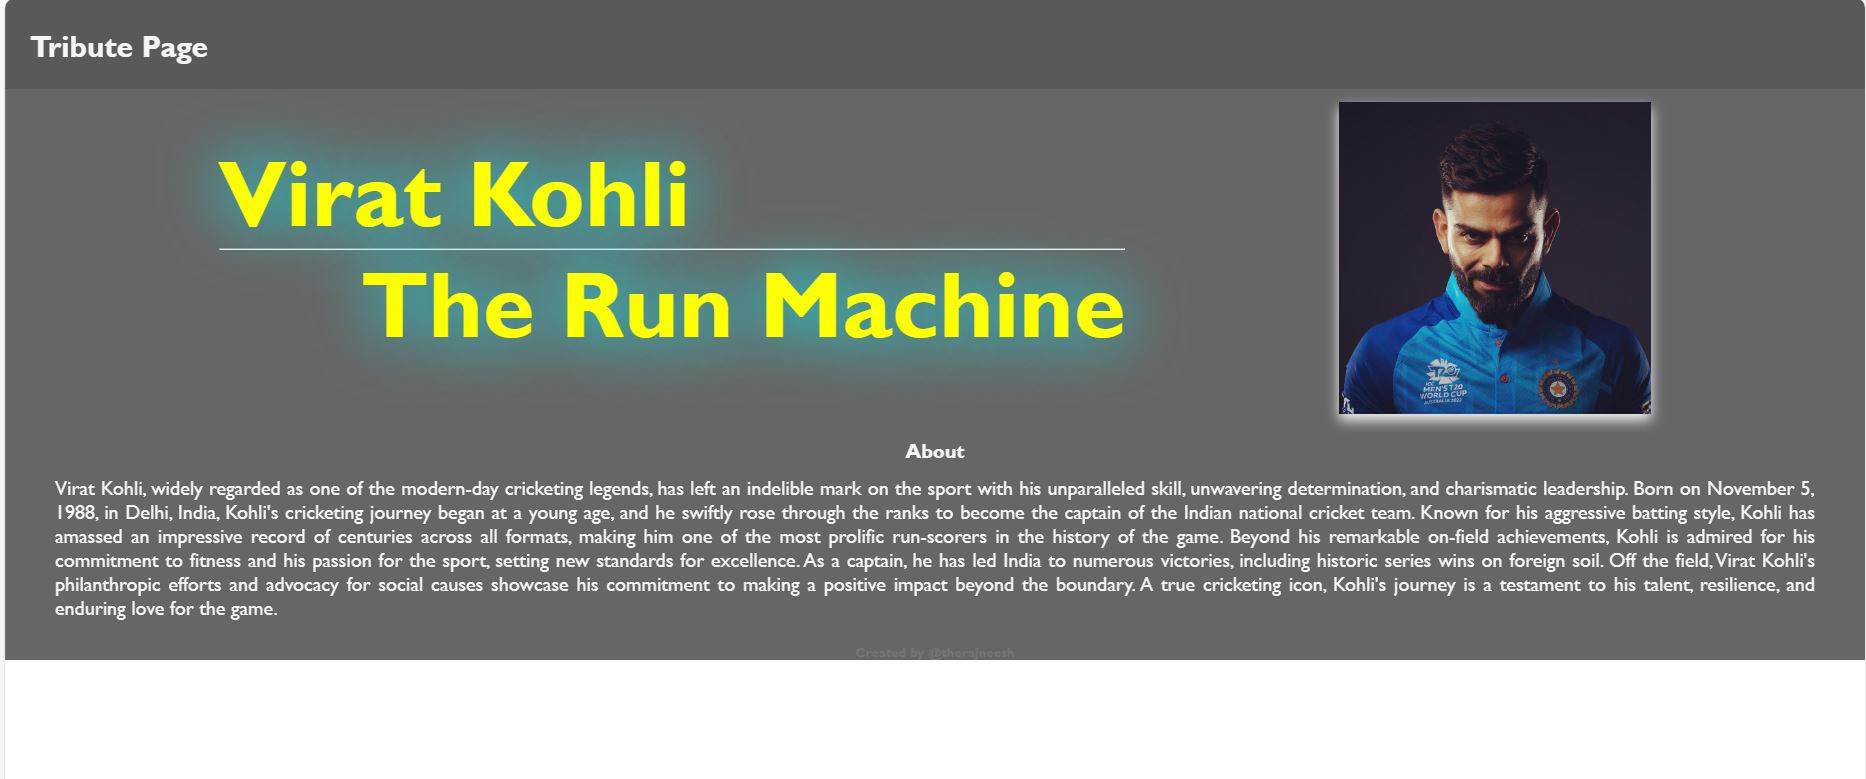 Tribute Page
Virat Kohli
The Run Machine
ICC
MEN'S T20
WORLD CUP
AUSTRALIA 2022
About
Virat Kohli, widely regarded as one of the modern-day cricketing legends, has left an indelible mark on the sport with his unparalleled skill, unwavering determination, and charismatic leadership. Born on November 5,
1988, in Delhi, India, Kohli's cricketing journey began at a young age, and he swiftly rose through the ranks to become the captain of the Indian national cricket team. Known for his aggressive batting style, Kohli has
amassed an impressive record of centuries across all formats, making him one of the most prolific run-scorers in the history of the game. Beyond his remarkable on-field achievements, Kohli is admired for his
commitment to fitness and his passion for the sport, setting new standards for excellence. As a captain, he has led India to numerous victories, including historic series wins on foreign soil. Off the field, Virat Kohli's
philanthropic efforts and advocacy for social causes showcase his commitment to making a positive impact beyond the boundary. A true cricketing icon, Kohli's journey is a testament to his talent, resilience, and
enduring love for the game.
Created by @therajneesh